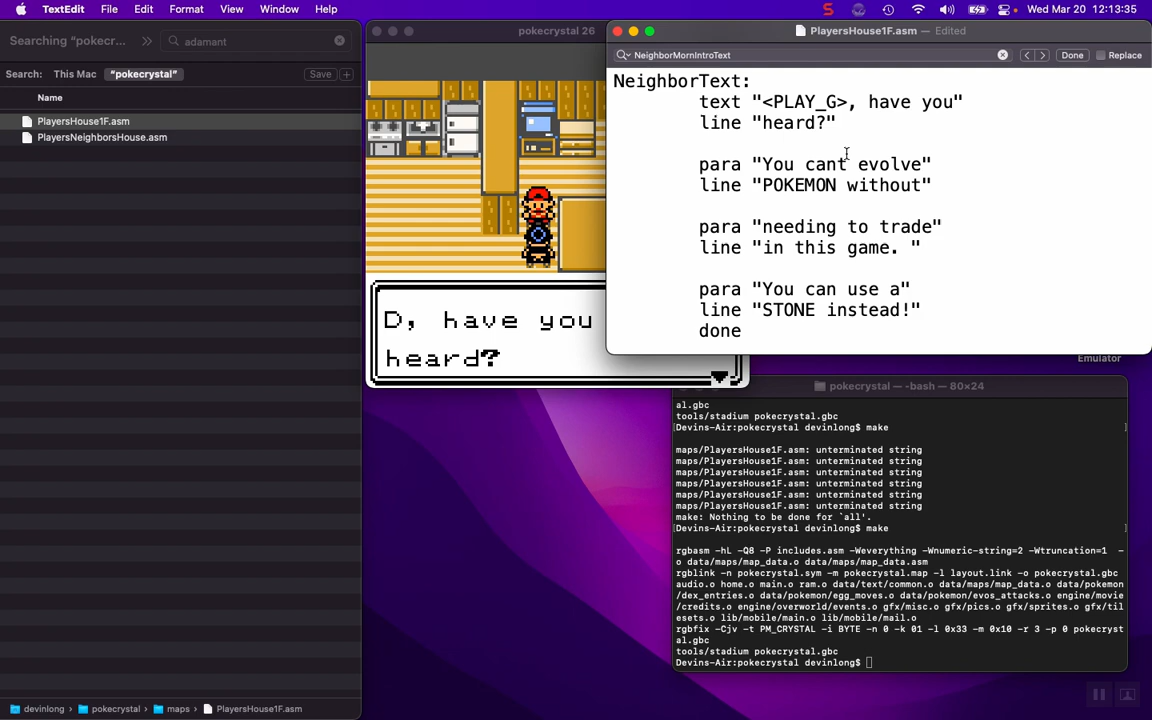 TextEdit File Edit Format View Window Help
S Wed Mar 20 12:13:35
Searching “pokecr... adamant
Search: This Mac “pokecrystal” Save +
Name
PlayersHouse1F.asm
PlayersNeighborsHouse.asm
pokecrystal 26
D, have you
heard?
PlayersHouse1F.asm — Edited
NeighborMornIntroText Done Replace
NeighborText:
text "<PLAY_G>, have you"
line "heard?"
para "You cant evolve"
line "POKEMON without"
para "needing to trade"
line "in this game. "
para "You can use a"
line "STONE instead!"
done
Emulator
pokecrystal — -bash — 80×24
al.gbc
tools/stadium pokecrystal.gbc
[Devins-Air:pokecrystal devinlong$ make ]
maps/PlayersHouse1F.asm: unterminated string
maps/PlayersHouse1F.asm: unterminated string
maps/PlayersHouse1F.asm: unterminated string
maps/PlayersHouse1F.asm: unterminated string
maps/PlayersHouse1F.asm: unterminated string
maps/PlayersHouse1F.asm: unterminated string
make: Nothing to be done for `all'.
[Devins-Air:pokecrystal devinlong$ make ]
rgbasm -hL -Q8 -P includes.asm -Weverything -Wnumeric-string=2 -Wtruncation=1 -
o data/maps/map_data.o data/maps/map_data.asm
rgblink -n pokecrystal.sym -m pokecrystal.map -l layout.link -o pokecrystal.gbc
audio.o home.o main.o ram.o data/text/common.o data/maps/map_data.o data/pokemon
/dex_entries.o data/pokemon/egg_moves.o data/pokemon/evos_attacks.o engine/movie
/credits.o engine/overworld/events.o gfx/misc.o gfx/pics.o gfx/sprites.o gfx/til
esets.o lib/mobile/main.o lib/mobile/mail.o
rgbfix -Cjv -t PM_CRYSTAL -i BYTE -n 0 -k 01 -l 0x33 -m 0x10 -r 3 -p 0 pokecryst
al.gbc
tools/stadium pokecrystal.gbc
Devins-Air:pokecrystal devinlong$
devinlong › pokecrystal › maps › PlayersHouse1F.asm